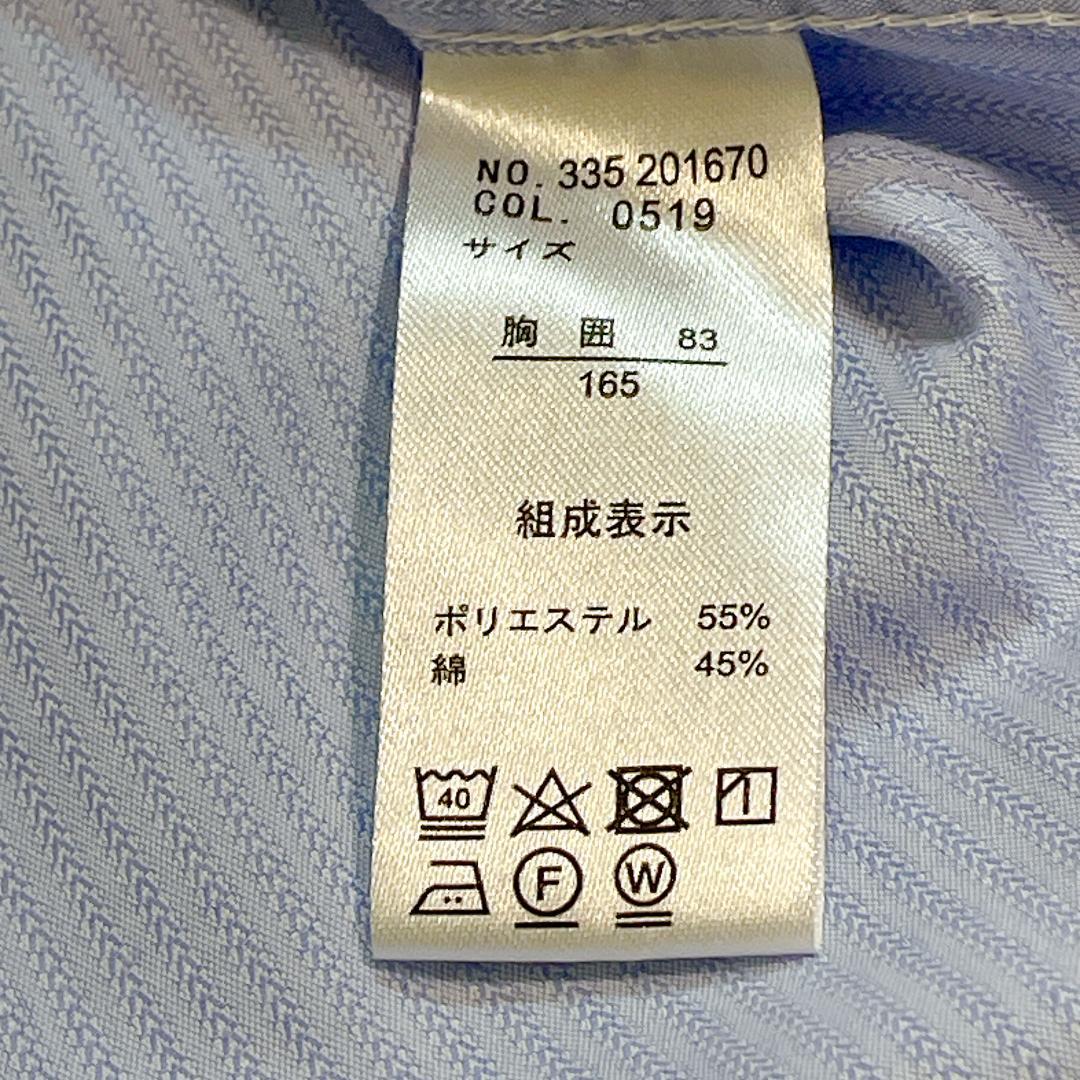 NO. 335 201670
COL. 0519
サイズ
胸 囲 83
165
組成表示
ポリエステル 55%
綿 45%
40
F W